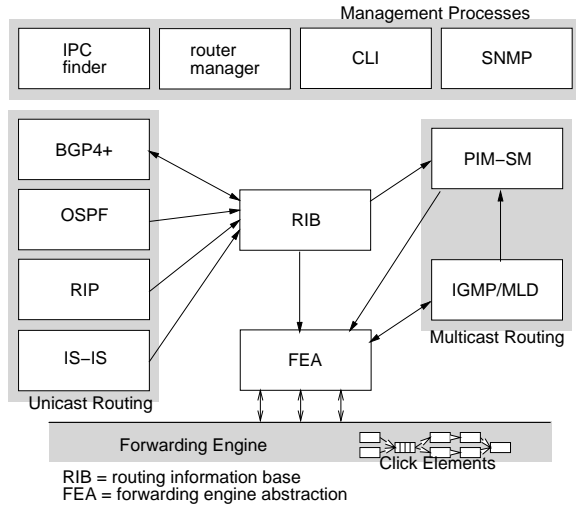 Management Processes
IPC
finder
router
manager
CLI
SNMP
BGP4+
OSPF
RIP
IS–IS
Unicast Routing
RIB
FEA
PIM–SM
IGMP/MLD
Multicast Routing
Forwarding Engine
Click Elements
RIB = routing information base
FEA = forwarding engine abstraction